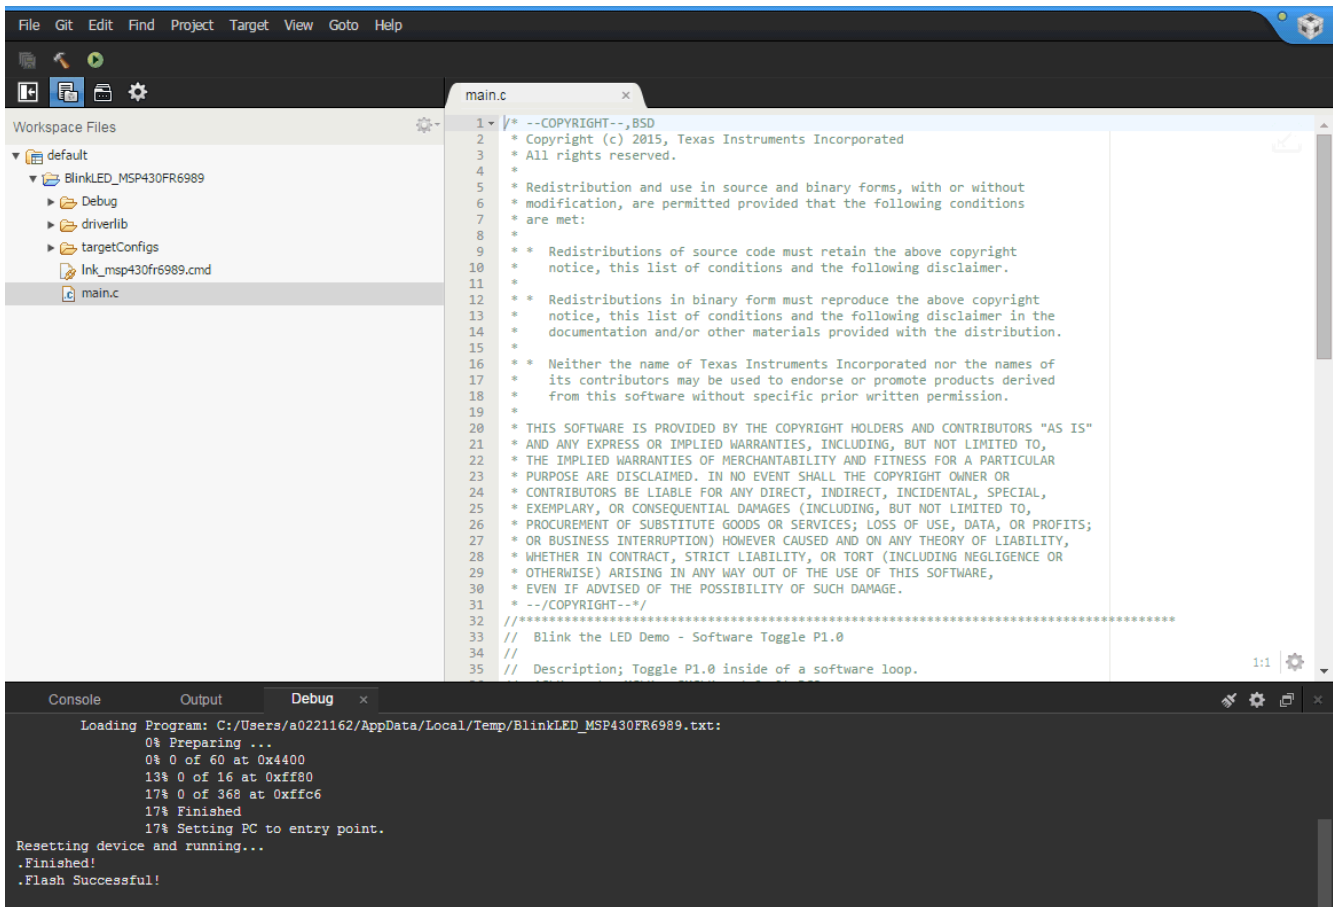 File Git Edit Find Project Target View Goto Help
main.c ×
Workspace Files
default
BlinkLED_MSP430FR6989
Debug
driverlib
targetConfigs
lnk_msp430fr6989.cmd
main.c
1 /* --COPYRIGHT--,BSD
2 * Copyright (c) 2015, Texas Instruments Incorporated
3 * All rights reserved.
4 *
5 * Redistribution and use in source and binary forms, with or without
6 * modification, are permitted provided that the following conditions
7 * are met:
8 *
9 * * Redistributions of source code must retain the above copyright
10 * notice, this list of conditions and the following disclaimer.
11 *
12 * * Redistributions in binary form must reproduce the above copyright
13 * notice, this list of conditions and the following disclaimer in the
14 * documentation and/or other materials provided with the distribution.
15 *
16 * * Neither the name of Texas Instruments Incorporated nor the names of
17 * its contributors may be used to endorse or promote products derived
18 * from this software without specific prior written permission.
19 *
20 * THIS SOFTWARE IS PROVIDED BY THE COPYRIGHT HOLDERS AND CONTRIBUTORS "AS IS"
21 * AND ANY EXPRESS OR IMPLIED WARRANTIES, INCLUDING, BUT NOT LIMITED TO,
22 * THE IMPLIED WARRANTIES OF MERCHANTABILITY AND FITNESS FOR A PARTICULAR
23 * PURPOSE ARE DISCLAIMED. IN NO EVENT SHALL THE COPYRIGHT OWNER OR
24 * CONTRIBUTORS BE LIABLE FOR ANY DIRECT, INDIRECT, INCIDENTAL, SPECIAL,
25 * EXEMPLARY, OR CONSEQUENTIAL DAMAGES (INCLUDING, BUT NOT LIMITED TO,
26 * PROCUREMENT OF SUBSTITUTE GOODS OR SERVICES; LOSS OF USE, DATA, OR PROFITS;
27 * OR BUSINESS INTERRUPTION) HOWEVER CAUSED AND ON ANY THEORY OF LIABILITY,
28 * WHETHER IN CONTRACT, STRICT LIABILITY, OR TORT (INCLUDING NEGLIGENCE OR
29 * OTHERWISE) ARISING IN ANY WAY OUT OF THE USE OF THIS SOFTWARE,
30 * EVEN IF ADVISED OF THE POSSIBILITY OF SUCH DAMAGE.
31 * --/COPYRIGHT--*/
32 //******************************************************************************
33 // Blink the LED Demo - Software Toggle P1.0
34 //
35 // Description; Toggle P1.0 inside of a software loop.
1:1
Console Output Debug ×
Loading Program: C:/Users/a0221162/AppData/Local/Temp/BlinkLED_MSP430FR6989.txt:
0% Preparing ...
0% 0 of 60 at 0x4400
13% 0 of 16 at 0xff80
17% 0 of 368 at 0xffc6
17% Finished
17% Setting PC to entry point.
Resetting device and running...
.Finished!
.Flash Successful!